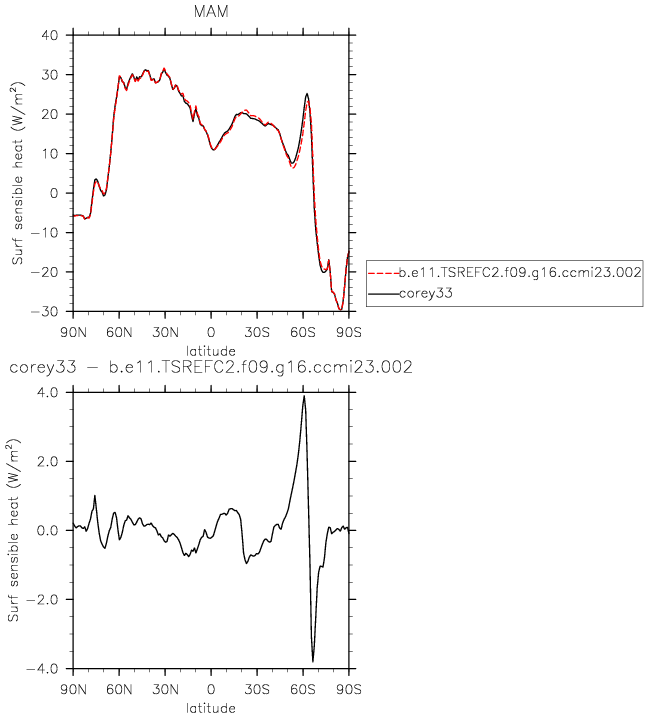 MAM
40
30
20
10
0
−10
−20
−30
Surf sensible heat (W/m²)
90N 60N 30N 0 30S 60S 90S
latitude
b.e11.TSREFC2.f09.g16.ccmi23.002
corey33
corey33 − b.e11.TSREFC2.f09.g16.ccmi23.002
4.0
2.0
0.0
−2.0
−4.0
Surf sensible heat (W/m²)
90N 60N 30N 0 30S 60S 90S
latitude